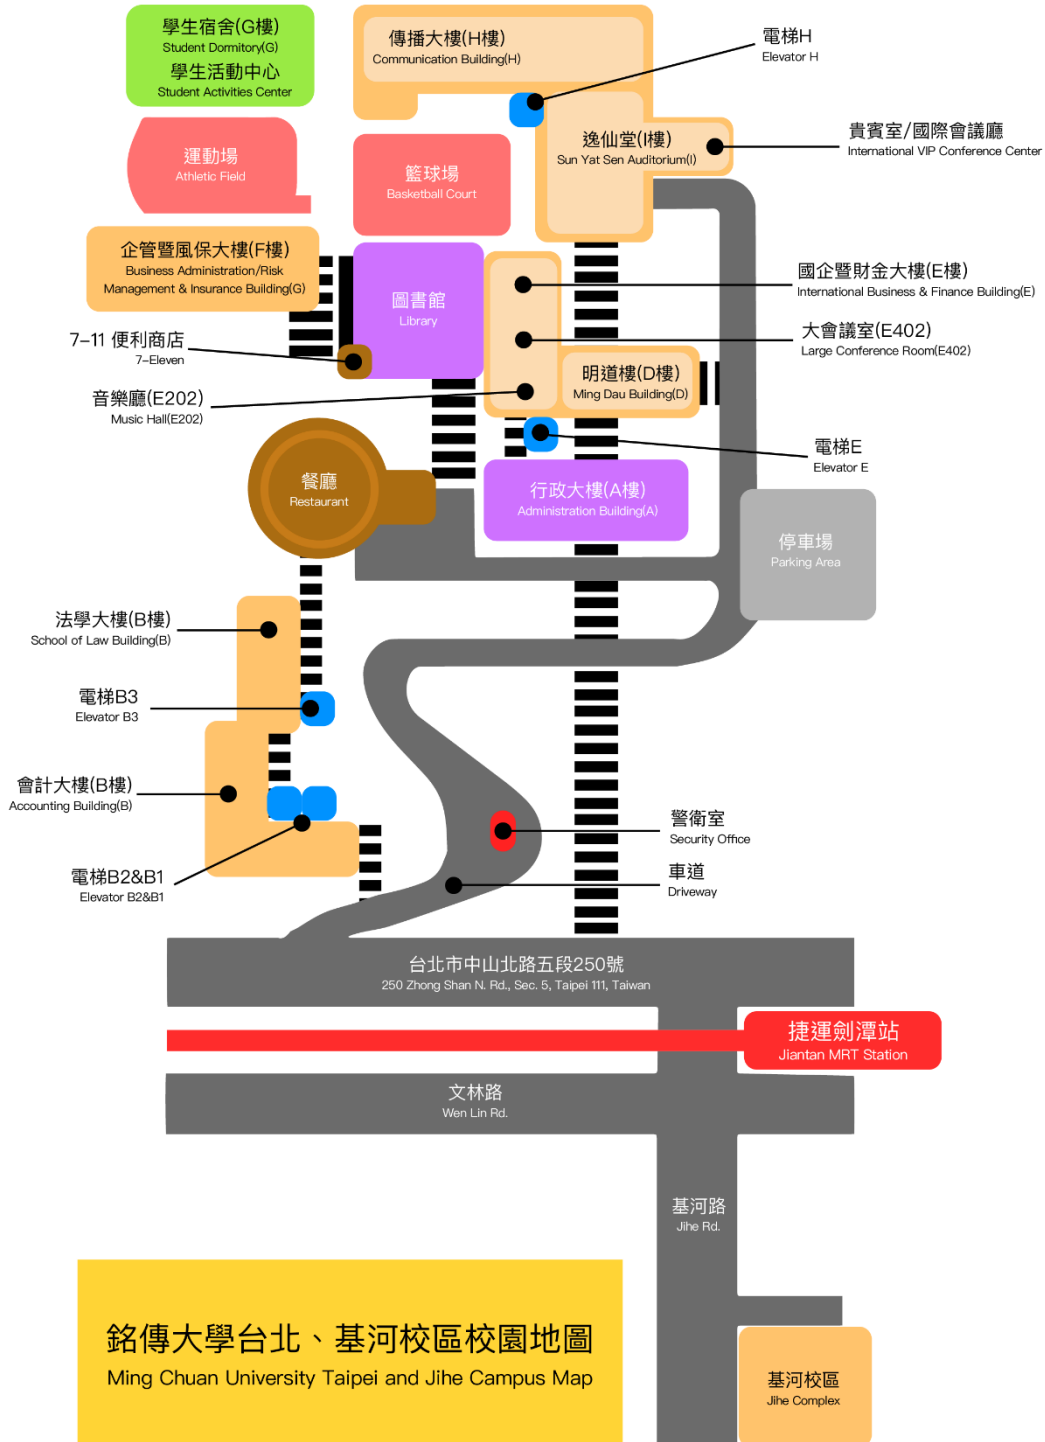 學生宿舍(G樓)
Student Dormitory(G)
學生活動中心
Student Activities Center
傳播大樓(H樓)
Communication Building(H)
電梯H
Elevator H
運動場
Athletic Field
籃球場
Basketball Court
逸仙堂(I樓)
Sun Yat Sen Auditorium(I)
貴賓室/國際會議廳
International VIP Conference Center
企管暨風保大樓(F樓)
Business Administration/Risk
Management & Insurance Building(G)
圖書館
Library
國企暨財金大樓(E樓)
International Business & Finance Building(E)
7-11 便利商店
7-Eleven
大會議室(E402)
Large Conference Room(E402)
音樂廳(E202)
Music Hall(E202)
明道樓(D樓)
Ming Dau Building(D)
電梯E
Elevator E
餐廳
Restaurant
行政大樓(A樓)
Administration Building(A)
停車場
Parking Area
法學大樓(B樓)
School of Law Building(B)
電梯B3
Elevator B3
會計大樓(B樓)
Accounting Building(B)
警衛室
Security Office
電梯B2&B1
Elevator B2&B1
車道
Driveway
台北市中山北路五段250號
250 Zhong Shan N. Rd., Sec. 5, Taipei 111, Taiwan
捷運劍潭站
Jiantan MRT Station
文林路
Wen Lin Rd.
基河路
Jihe Rd.
銘傳大學台北、基河校區校園地圖
Ming Chuan University Taipei and Jihe Campus Map
基河校區
Jihe Complex